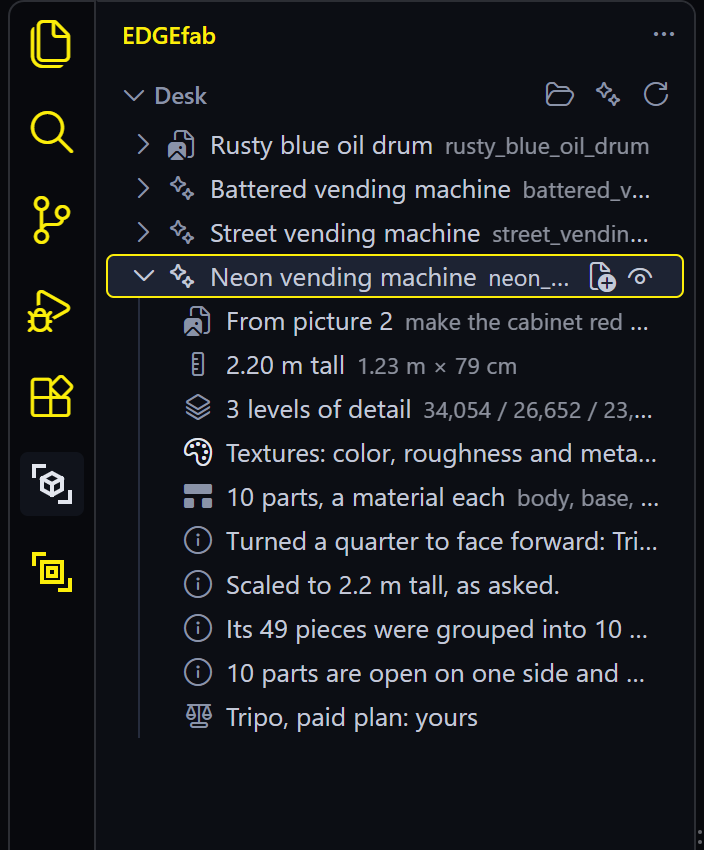 EDGEfab
Desk
Rusty blue oil drum rusty_blue_oil_drum
Battered vending machine battered_v...
Street vending machine street_vendin...
Neon vending machine neon_...
From picture 2 make the cabinet red ...
2.20 m tall 1.23 m × 79 cm
3 levels of detail 34,054 / 26,652 / 23,...
Textures: color, roughness and meta...
10 parts, a material each body, base, ...
Turned a quarter to face forward: Tri...
Scaled to 2.2 m tall, as asked.
Its 49 pieces were grouped into 10 ...
10 parts are open on one side and ...
Tripo, paid plan: yours